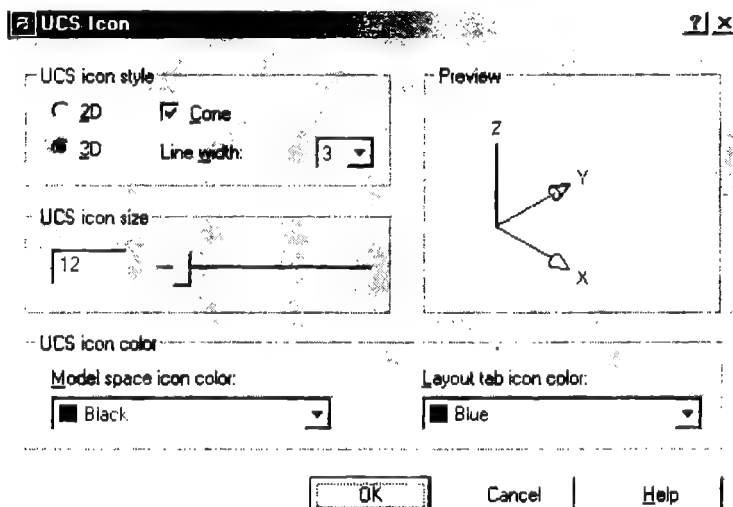 UCS Icon
? ×
UCS icon style
2D
Cone
3D
Line width:
3
Preview
Z
Y
X
UCS icon size
12
UCS icon color
Model space icon color:
Black
Layout tab icon color:
Blue
OK
Cancel
Help